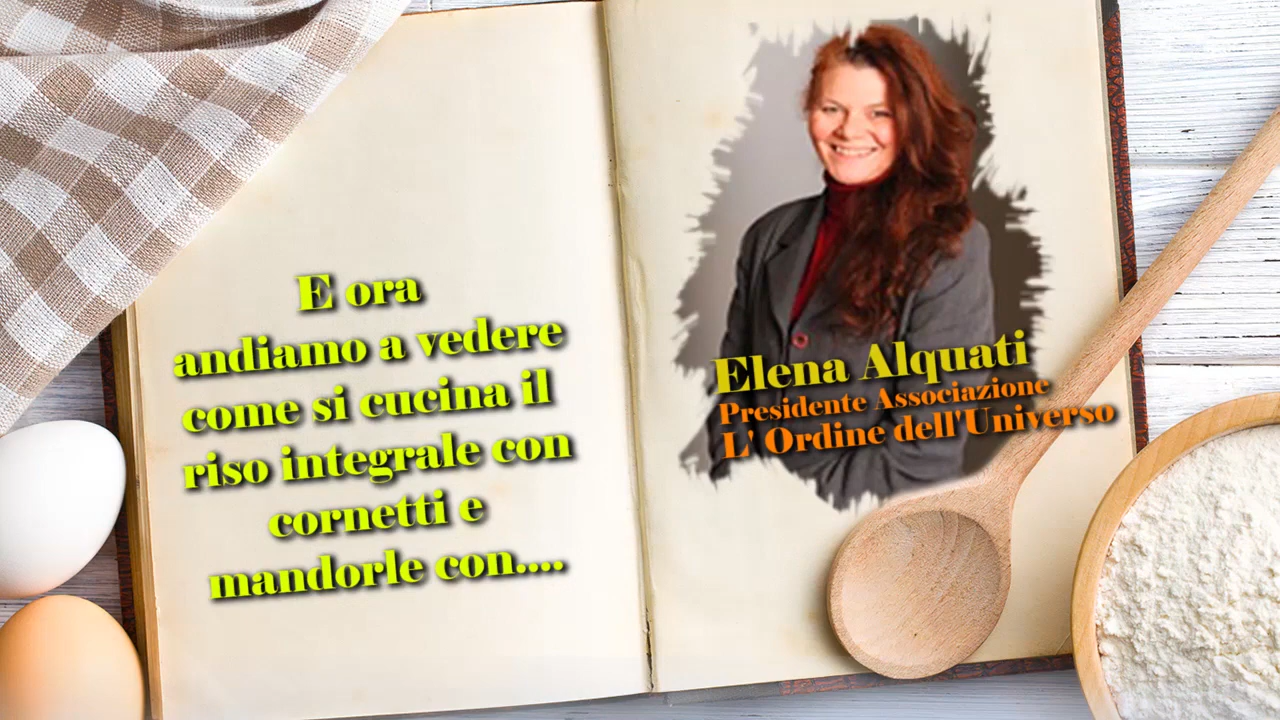 E ora
andiamo a vedere
come si cucina il
riso integrale con
cornetti e
mandorle con....
Elena Alquati
Presidente Associazione
L' Ordine dell'Universo